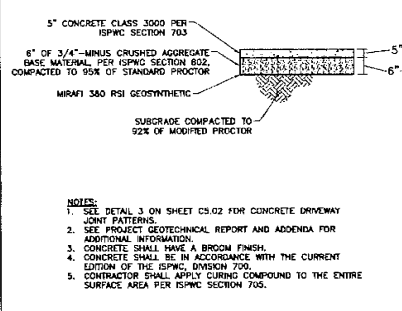 5" CONCRETE CLASS 3000 PER
ISPWC SECTION 703
6" OF 3/4"-MINUS CRUSHED AGGREGATE
BASE MATERIAL, PER ISPWC SECTION 802,
COMPACTED TO 95% OF STANDARD PROCTOR
MIRAFI 380 RSI GEOSYNTHETIC
5"
6"
SUBGRADE COMPACTED TO
92% OF MODIFIED PROCTOR
NOTES:
1. SEE DETAIL 3 ON SHEET C5.02 FOR CONCRETE DRIVEWAY
JOINT PATTERNS.
2. SEE PROJECT GEOTECHNICAL REPORT AND ADDENDA FOR
ADDITIONAL INFORMATION.
3. CONCRETE SHALL HAVE A BROOM FINISH.
4. CONCRETE SHALL BE IN ACCORDANCE WITH THE CURRENT
EDITION OF THE ISPWC, DIVISION 700.
5. CONTRACTOR SHALL APPLY CURING COMPOUND TO THE ENTIRE
SURFACE AREA PER ISPWC SECTION 705.